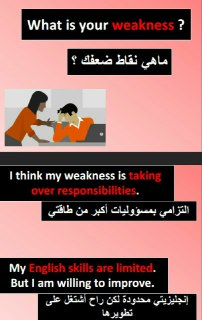 What is your weakness ?
ماهي نقاط ضعفك ؟
I think my weakness is taking
over responsibilities.
التزامي بمسؤوليات أكبر من طاقتي
My English skills are limited.
But I am willing to improve.
إنجليزيتي محدودة لكن راح أشتغل على
تطويرها